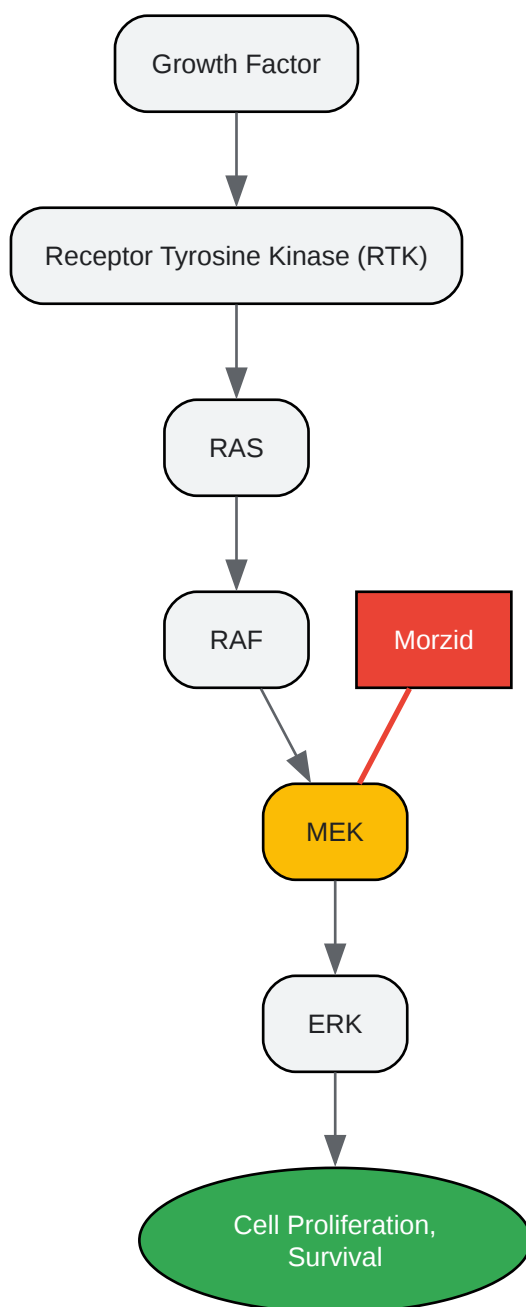 Growth Factor
Receptor Tyrosine Kinase (RTK)
RAS
RAF
Morzid
MEK
ERK
Cell Proliferation,
Survival